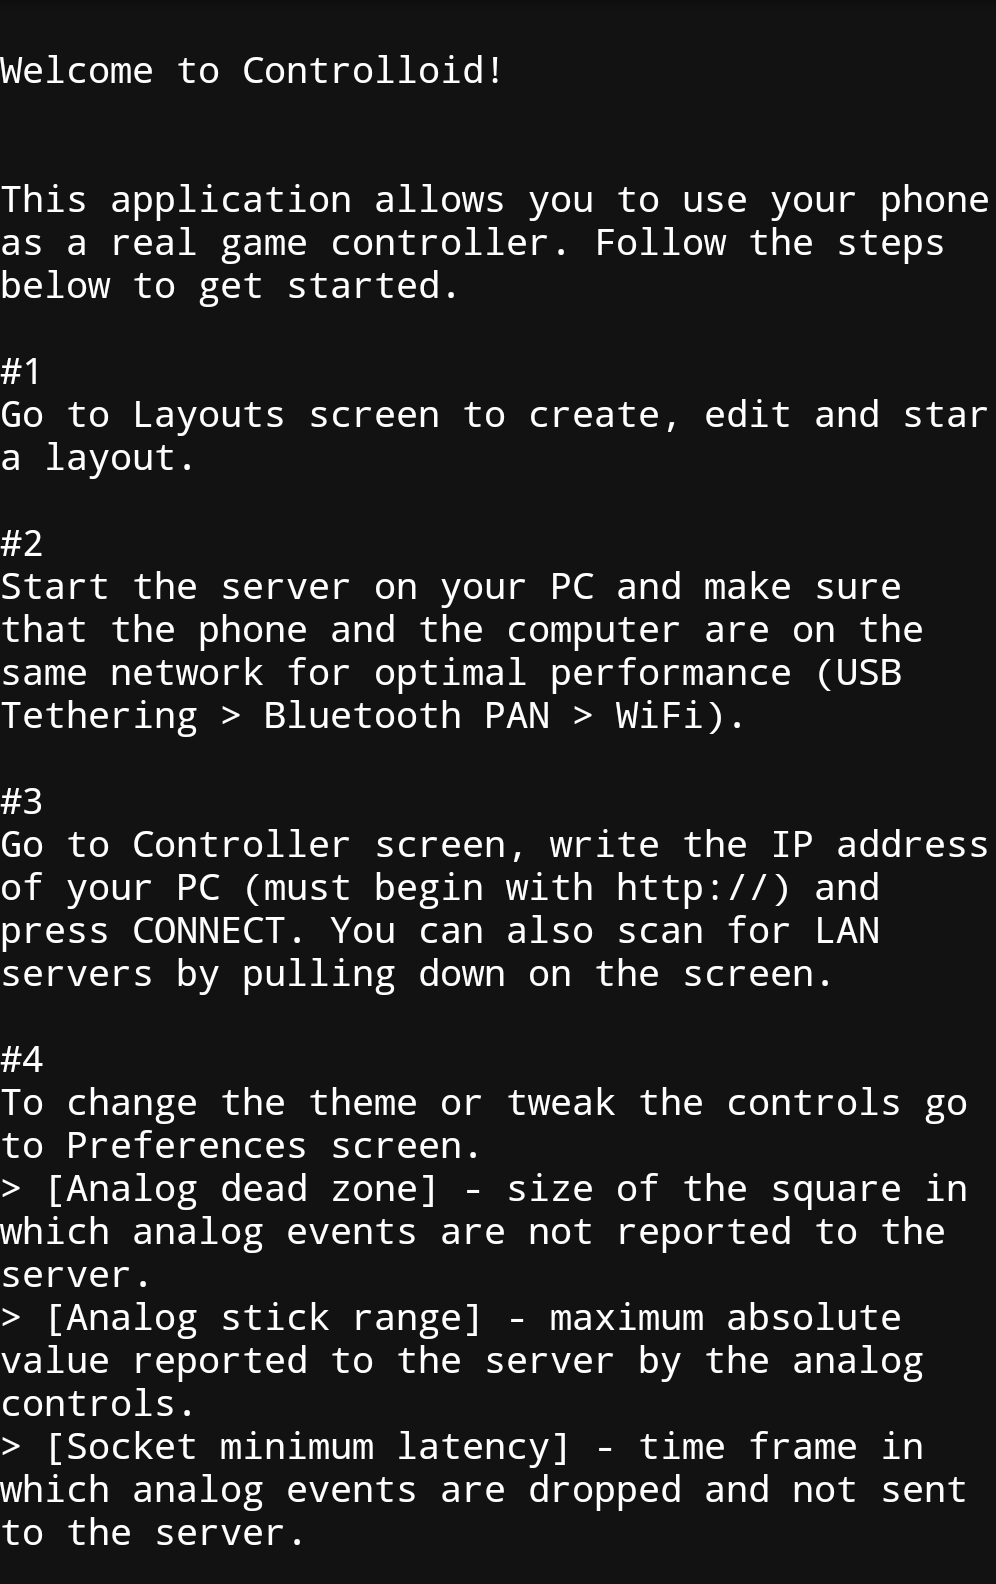 Welcome to Controlloid!
This application allows you to use your phone
as a real game controller. Follow the steps
below to get started.
#1
Go to Layouts screen to create, edit and star
a layout.
#2
Start the server on your PC and make sure
that the phone and the computer are on the
same network for optimal performance (USB
Tethering > Bluetooth PAN > WiFi).
#3
Go to Controller screen, write the IP address
of your PC (must begin with http://) and
press CONNECT. You can also scan for LAN
servers by pulling down on the screen.
#4
To change the theme or tweak the controls go
to Preferences screen.
> [Analog dead zone] - size of the square in
which analog events are not reported to the
server.
> [Analog stick range] - maximum absolute
value reported to the server by the analog
controls.
> [Socket minimum latency] - time frame in
which analog events are dropped and not sent
to the server.